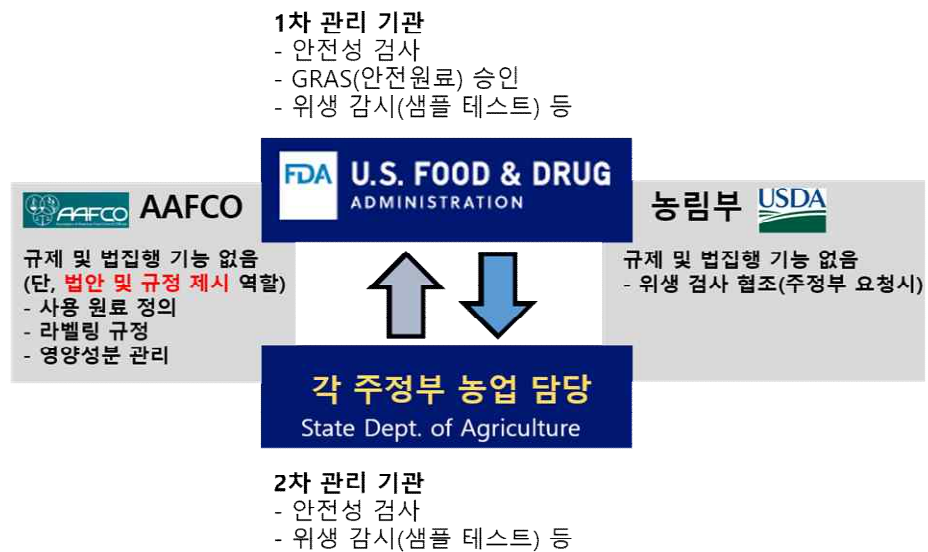 1차 관리 기관
- 안전성 검사
- GRAS(안전원료) 승인
- 위생 감시(샘플 테스트) 등
FDA U.S. FOOD & DRUG
ADMINISTRATION
AAFCO AAFCO
규제 및 법집행 기능 없음
(단, 법안 및 규정 제시 역할)
- 사용 원료 정의
- 라벨링 규정
- 영양성분 관리
농림부 USDA
규제 및 법집행 기능 없음
- 위생 검사 협조(주정부 요청시)
각 주정부 농업 담당
State Dept. of Agriculture
2차 관리 기관
- 안전성 검사
- 위생 감시(샘플 테스트) 등